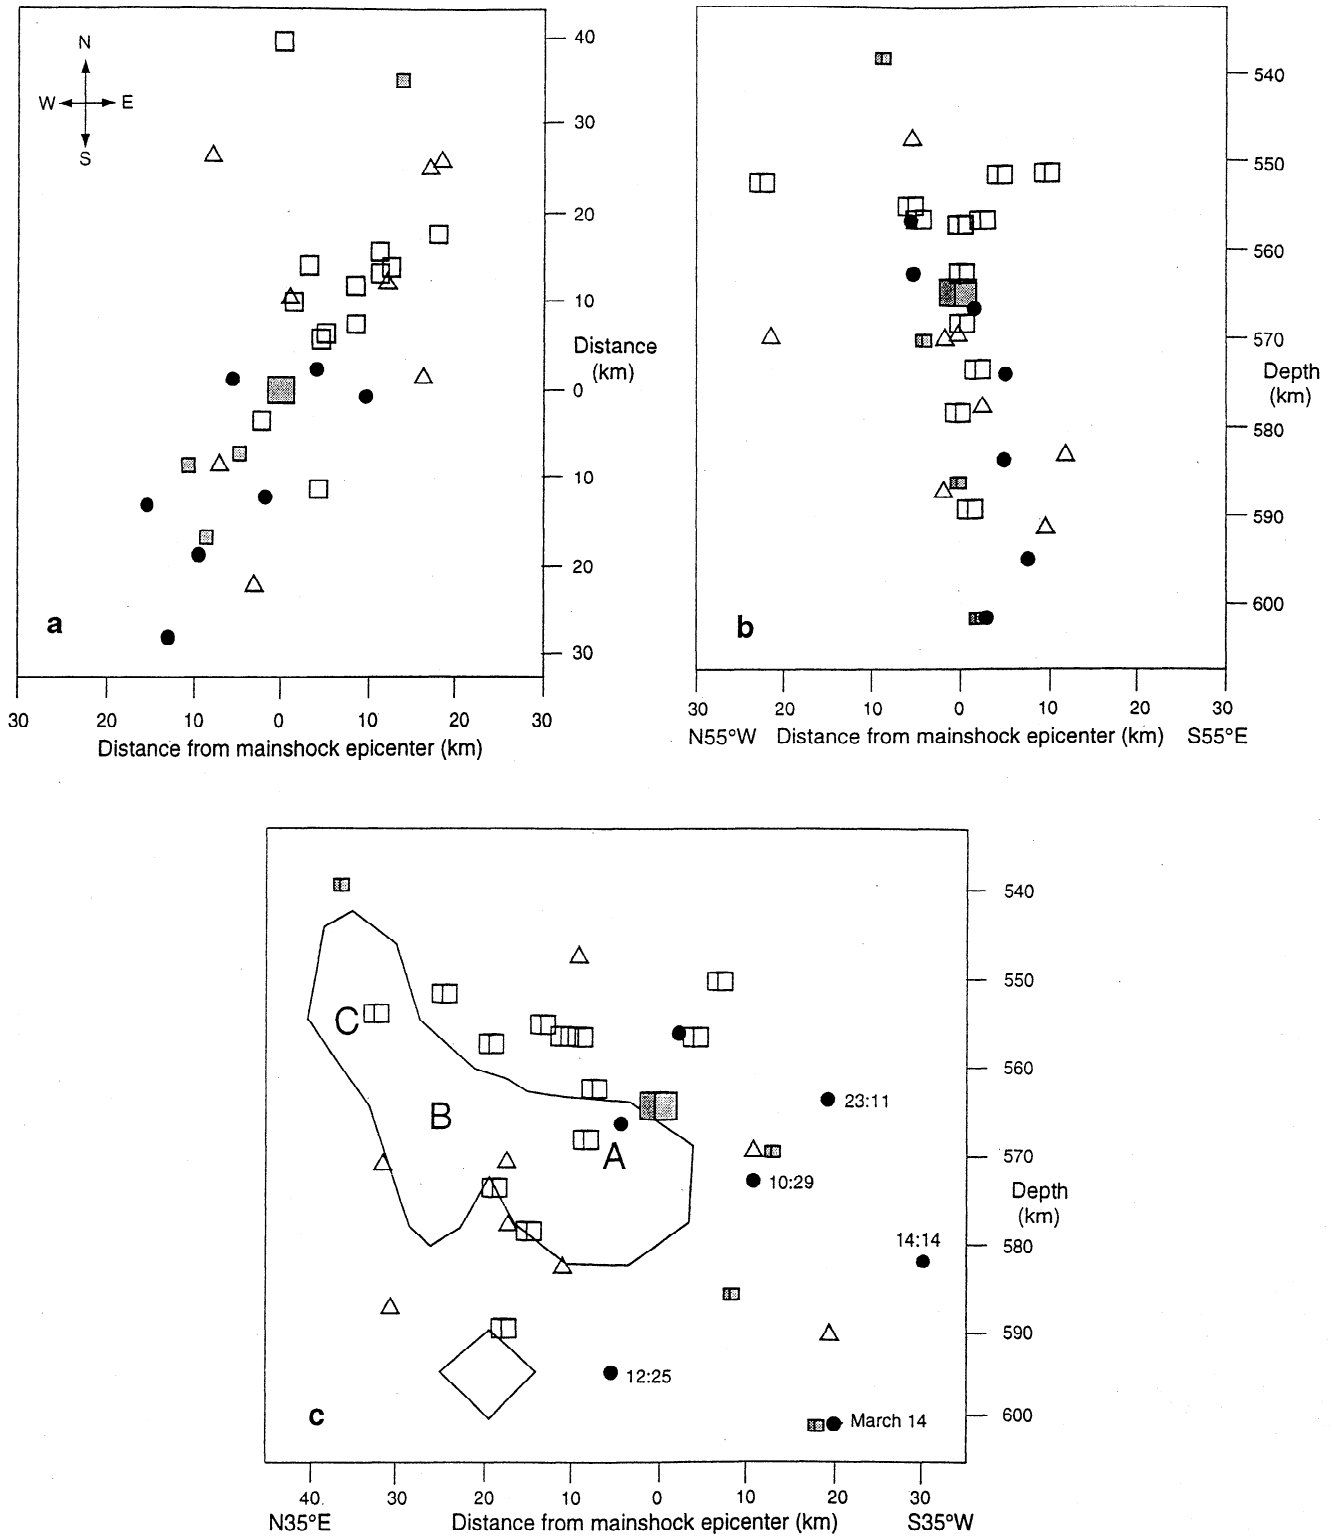 N
W E
S
40
30
20
10
Distance
(km)
0
10
20
30
a
30 20 10 0 10 20 30
Distance from mainshock epicenter (km)
540
550
560
570
Depth
(km)
580
590
600
b
30 20 10 0 10 20 30
N55°W Distance from mainshock epicenter (km) S55°E
540
550
C
560
B
23:11
A
570
10:29
Depth
(km)
14:14
580
590
12:25
c
March 14
600
40 30 20 10 0 10 20 30
N35°E Distance from mainshock epicenter (km) S35°W